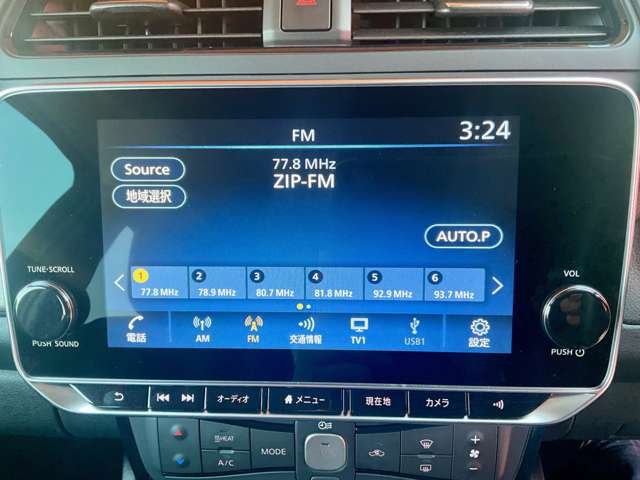 FM
3:24
Source
77.8 MHz
ZIP-FM
地域選択
AUTO.P
1 2 3 4 5 6
77.8 MHz 78.9 MHz 80.7 MHz 81.8 MHz 92.9 MHz 93.7 MHz
電話 AM FM 交通情報 TV1 USB1 設定
TUNE·SCROLL
PUSH SOUND
VOL
PUSH
オーディオ メニュー 現在地 カメラ
HEAT
A/C
MODE